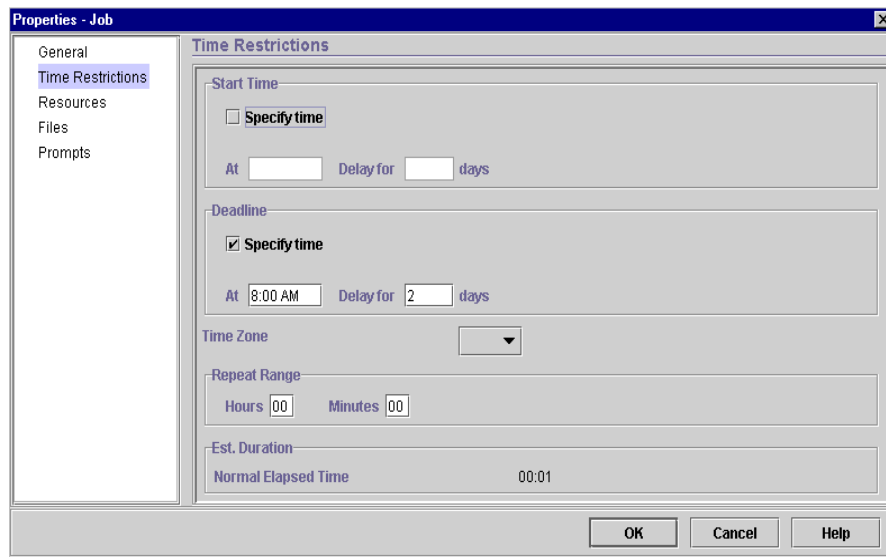 Properties - Job
General
Time Restrictions
Resources
Files
Prompts
Time Restrictions
Start Time
Specify time
At Delay for days
Deadline
Specify time
At 8:00 AM Delay for 2 days
Time Zone
Repeat Range
Hours 00 Minutes 00
Est. Duration
Normal Elapsed Time 00:01
OK Cancel Help